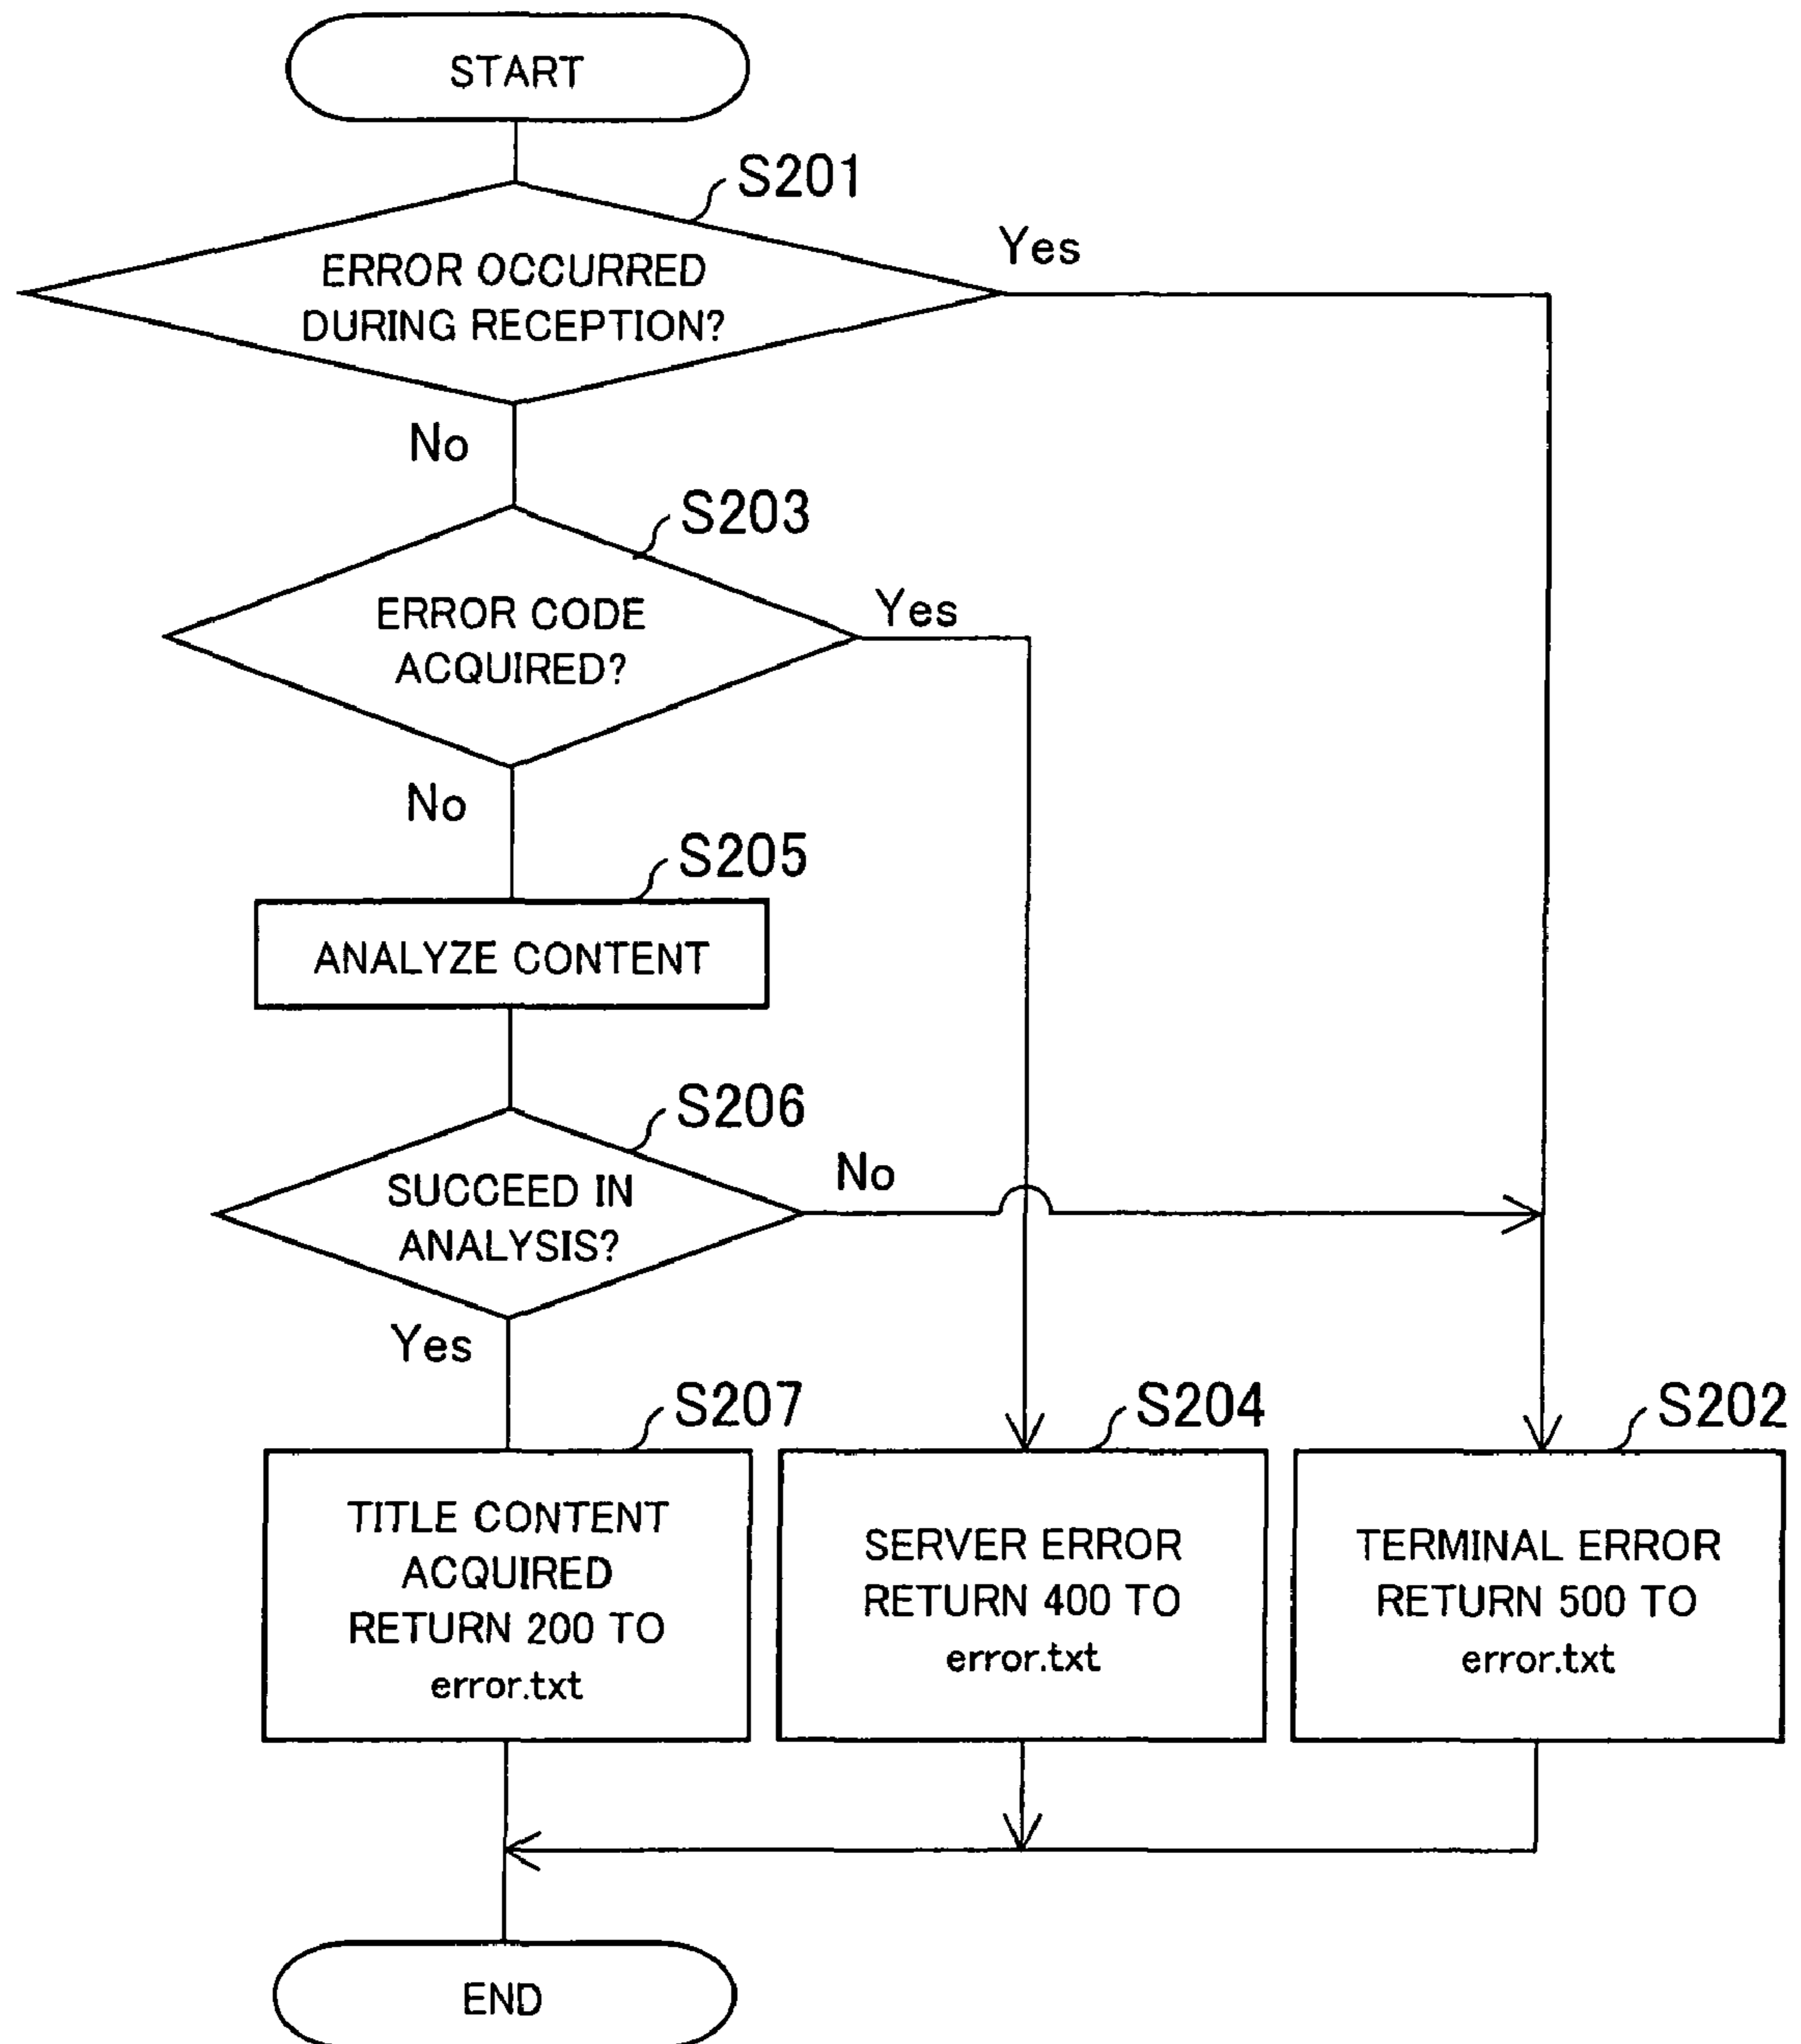 START
S201
ERROR OCCURRED
DURING RECEPTION?
Yes
No
S203
ERROR CODE
ACQUIRED?
Yes
No
S205
ANALYZE CONTENT
S206
SUCCEED IN
ANALYSIS?
No
Yes
S207
TITLE CONTENT
ACQUIRED
RETURN 200 TO
error.txt
S204
SERVER ERROR
RETURN 400 TO
error.txt
S202
TERMINAL ERROR
RETURN 500 TO
error.txt
END